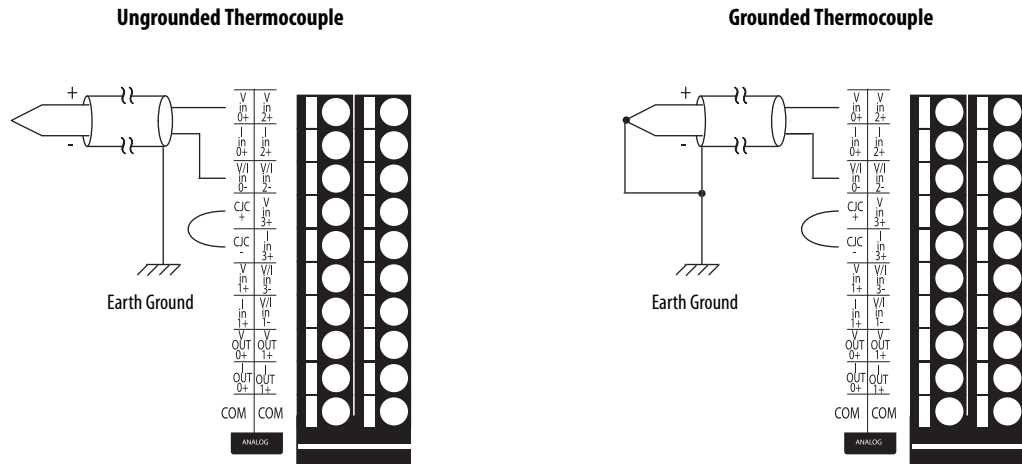 Ungrounded Thermocouple
Grounded Thermocouple
+
-
V in 0+ V in 2+
I in 0+ I in 2+
V/I in 0- V/I in 2-
CJC + V in 3+
CJC - I in 3+
V in 1+ V/I in 3-
I in 1+ V/I in 1-
V OUT 0+ V OUT 1+
I OUT 0+ I OUT 1+
COM COM
ANALOG
Earth Ground
+
-
V in 0+ V in 2+
I in 0+ I in 2+
V/I in 0- V/I in 2-
CJC + V in 3+
CJC - I in 3+
V in 1+ V/I in 3-
I in 1+ V/I in 1-
V OUT 0+ V OUT 1+
I OUT 0+ I OUT 1+
COM COM
ANALOG
Earth Ground